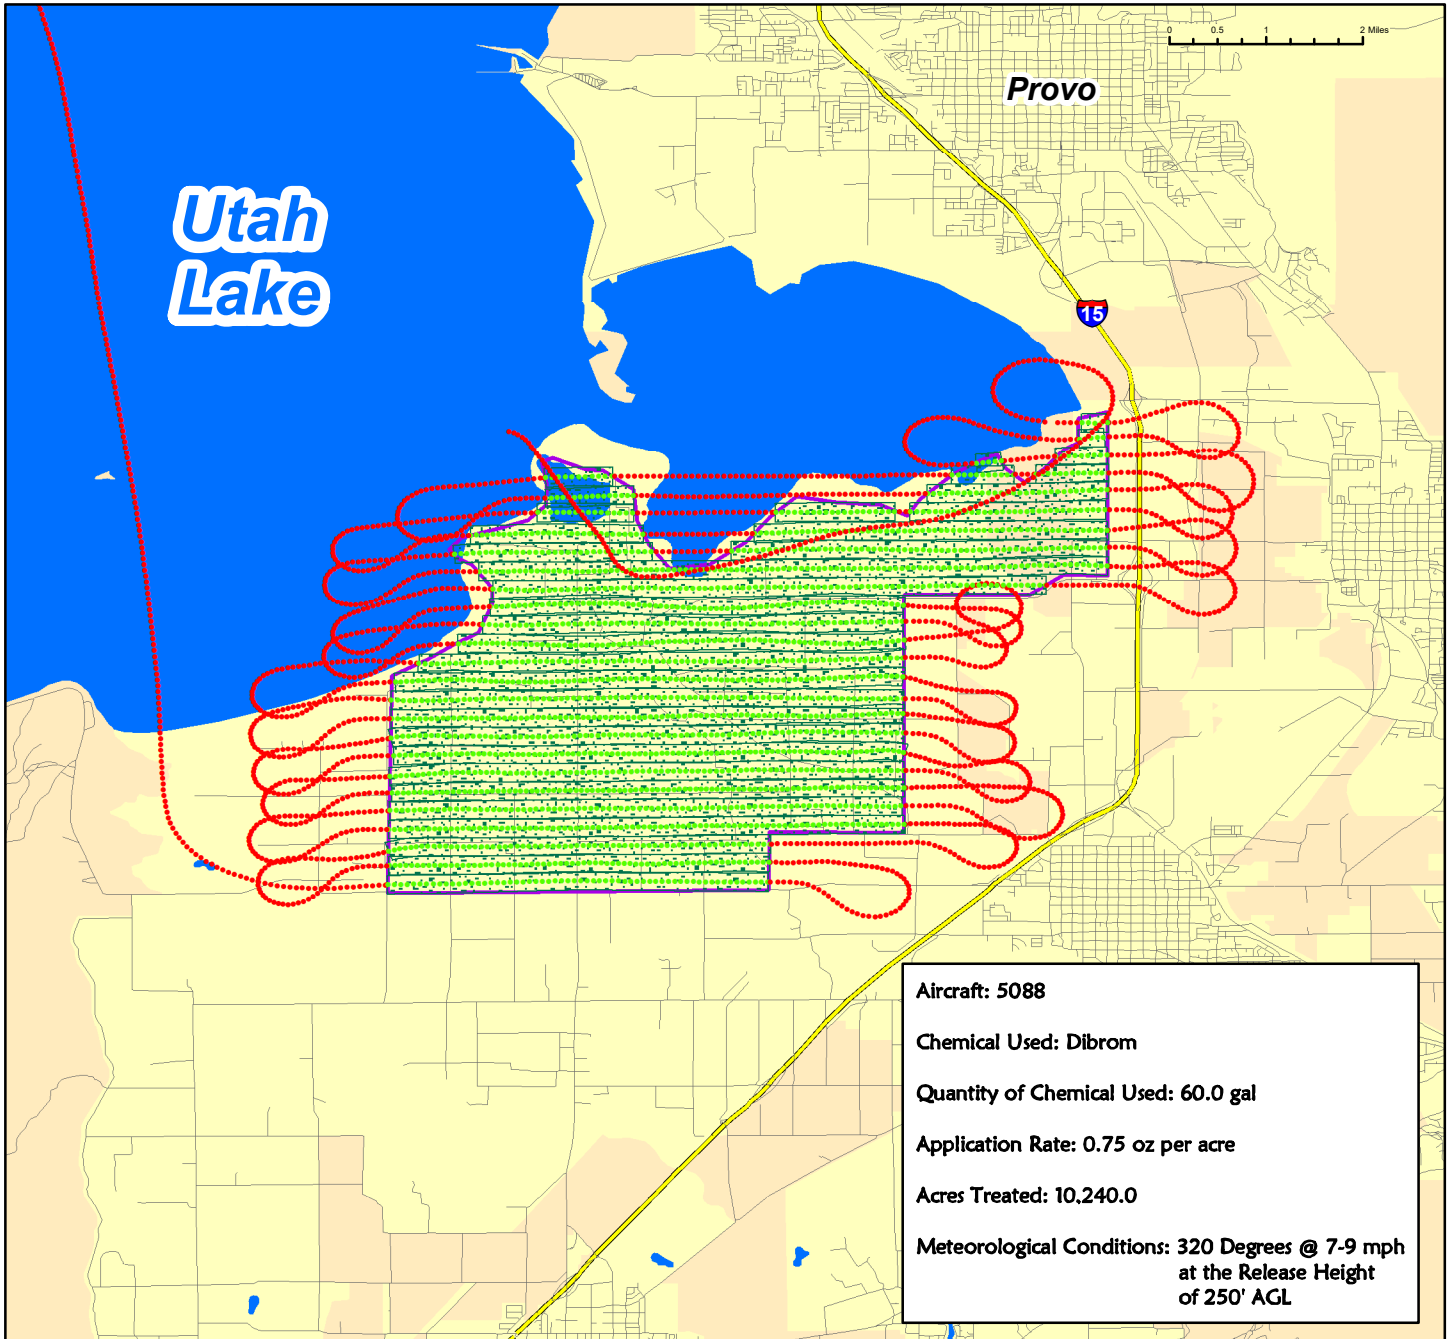 0 0.5 1 2 Miles
Provo
Utah
Lake
15
Aircraft: 5088
Chemical Used: Dibrom
Quantity of Chemical Used: 60.0 gal
Application Rate: 0.75 oz per acre
Acres Treated: 10,240.0
Meteorological Conditions: 320 Degrees @ 7-9 mph
at the Release Height
of 250' AGL